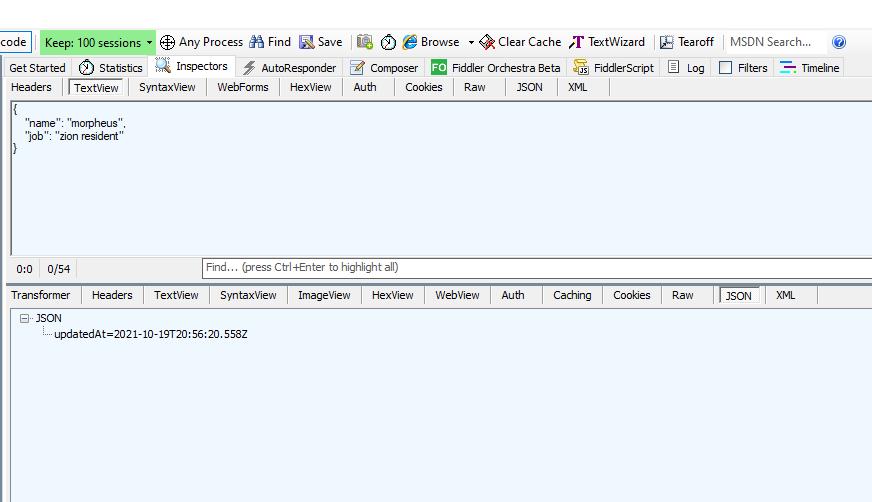 code Keep: 100 sessions Any Process Find Save Browse Clear Cache TextWizard Tearoff MSDN Search...
Get Started Statistics Inspectors AutoResponder Composer FO Fiddler Orchestra Beta FiddlerScript Log Filters Timeline
Headers TextView SyntaxView WebForms HexView Auth Cookies Raw JSON XML
{
"name": "morpheus",
"job": "zion resident"
}
0:0 0/54 Find... (press Ctrl+Enter to highlight all)
Transformer Headers TextView SyntaxView ImageView HexView WebView Auth Caching Cookies Raw JSON XML
JSON
updatedAt=2021-10-19T20:56:20.558Z